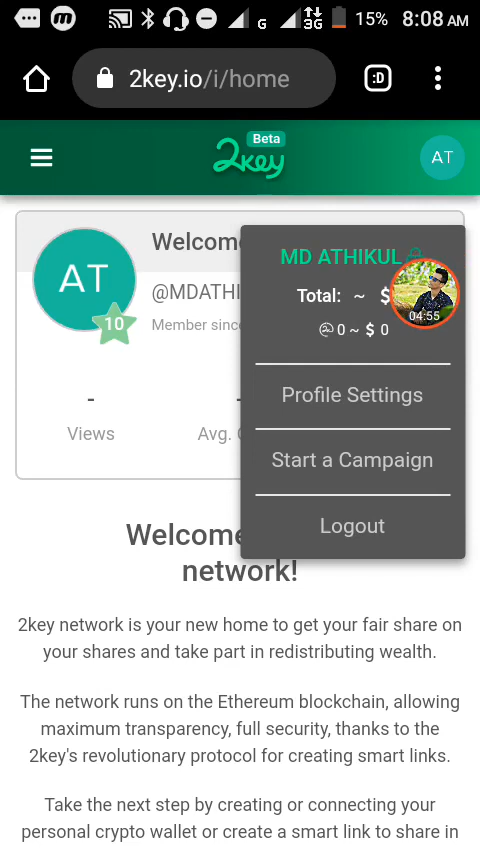 G
3G
15%
8:08 AM
2key.io/i/home
:D
Beta
2key
AT
AT
10
Welcom
@MDATHI
Member sinc
MD ATHIKUL
Total: ~ $
0 ~ $ 0
04:55
Profile Settings
Start a Campaign
Logout
-
Views
-
Avg.
Welcome
network!
2key network is your new home to get your fair share on
your shares and take part in redistributing wealth.
The network runs on the Ethereum blockchain, allowing
maximum transparency, full security, thanks to the
2key's revolutionary protocol for creating smart links.
Take the next step by creating or connecting your
personal crypto wallet or create a smart link to share in